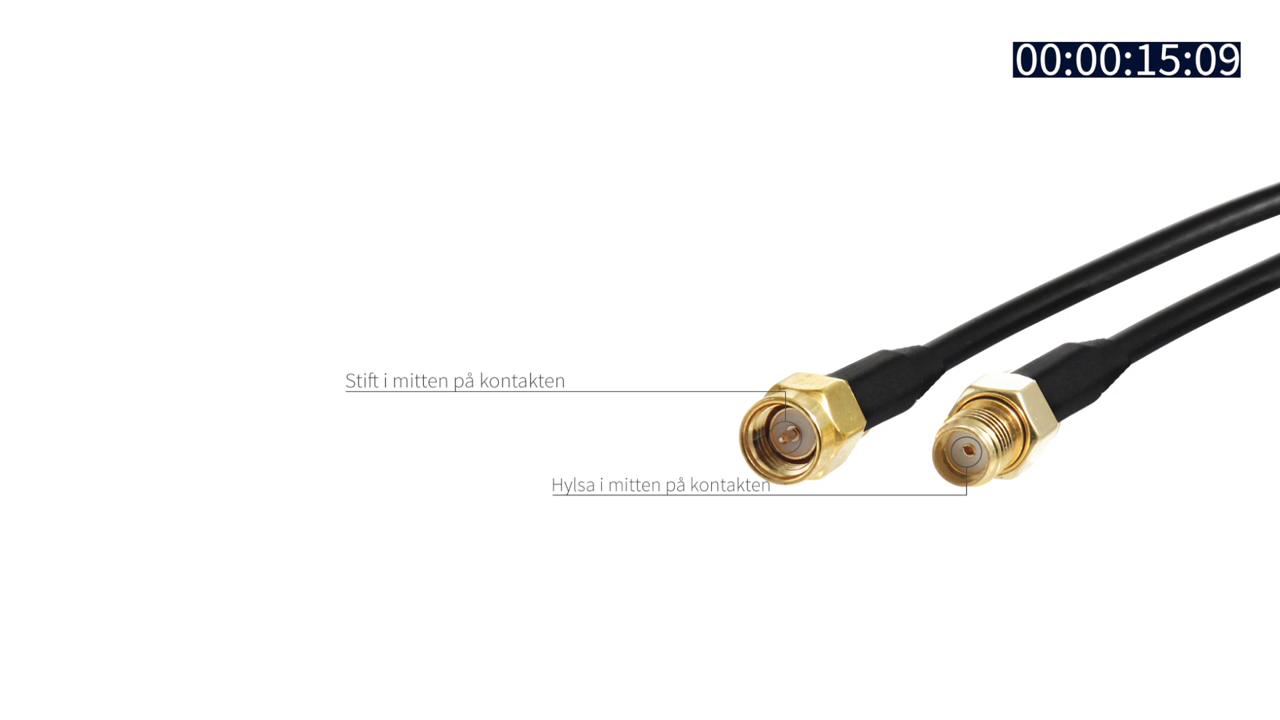 00:00:15:09
Stift i mitten på kontakten
Hylsa i mitten på kontakten